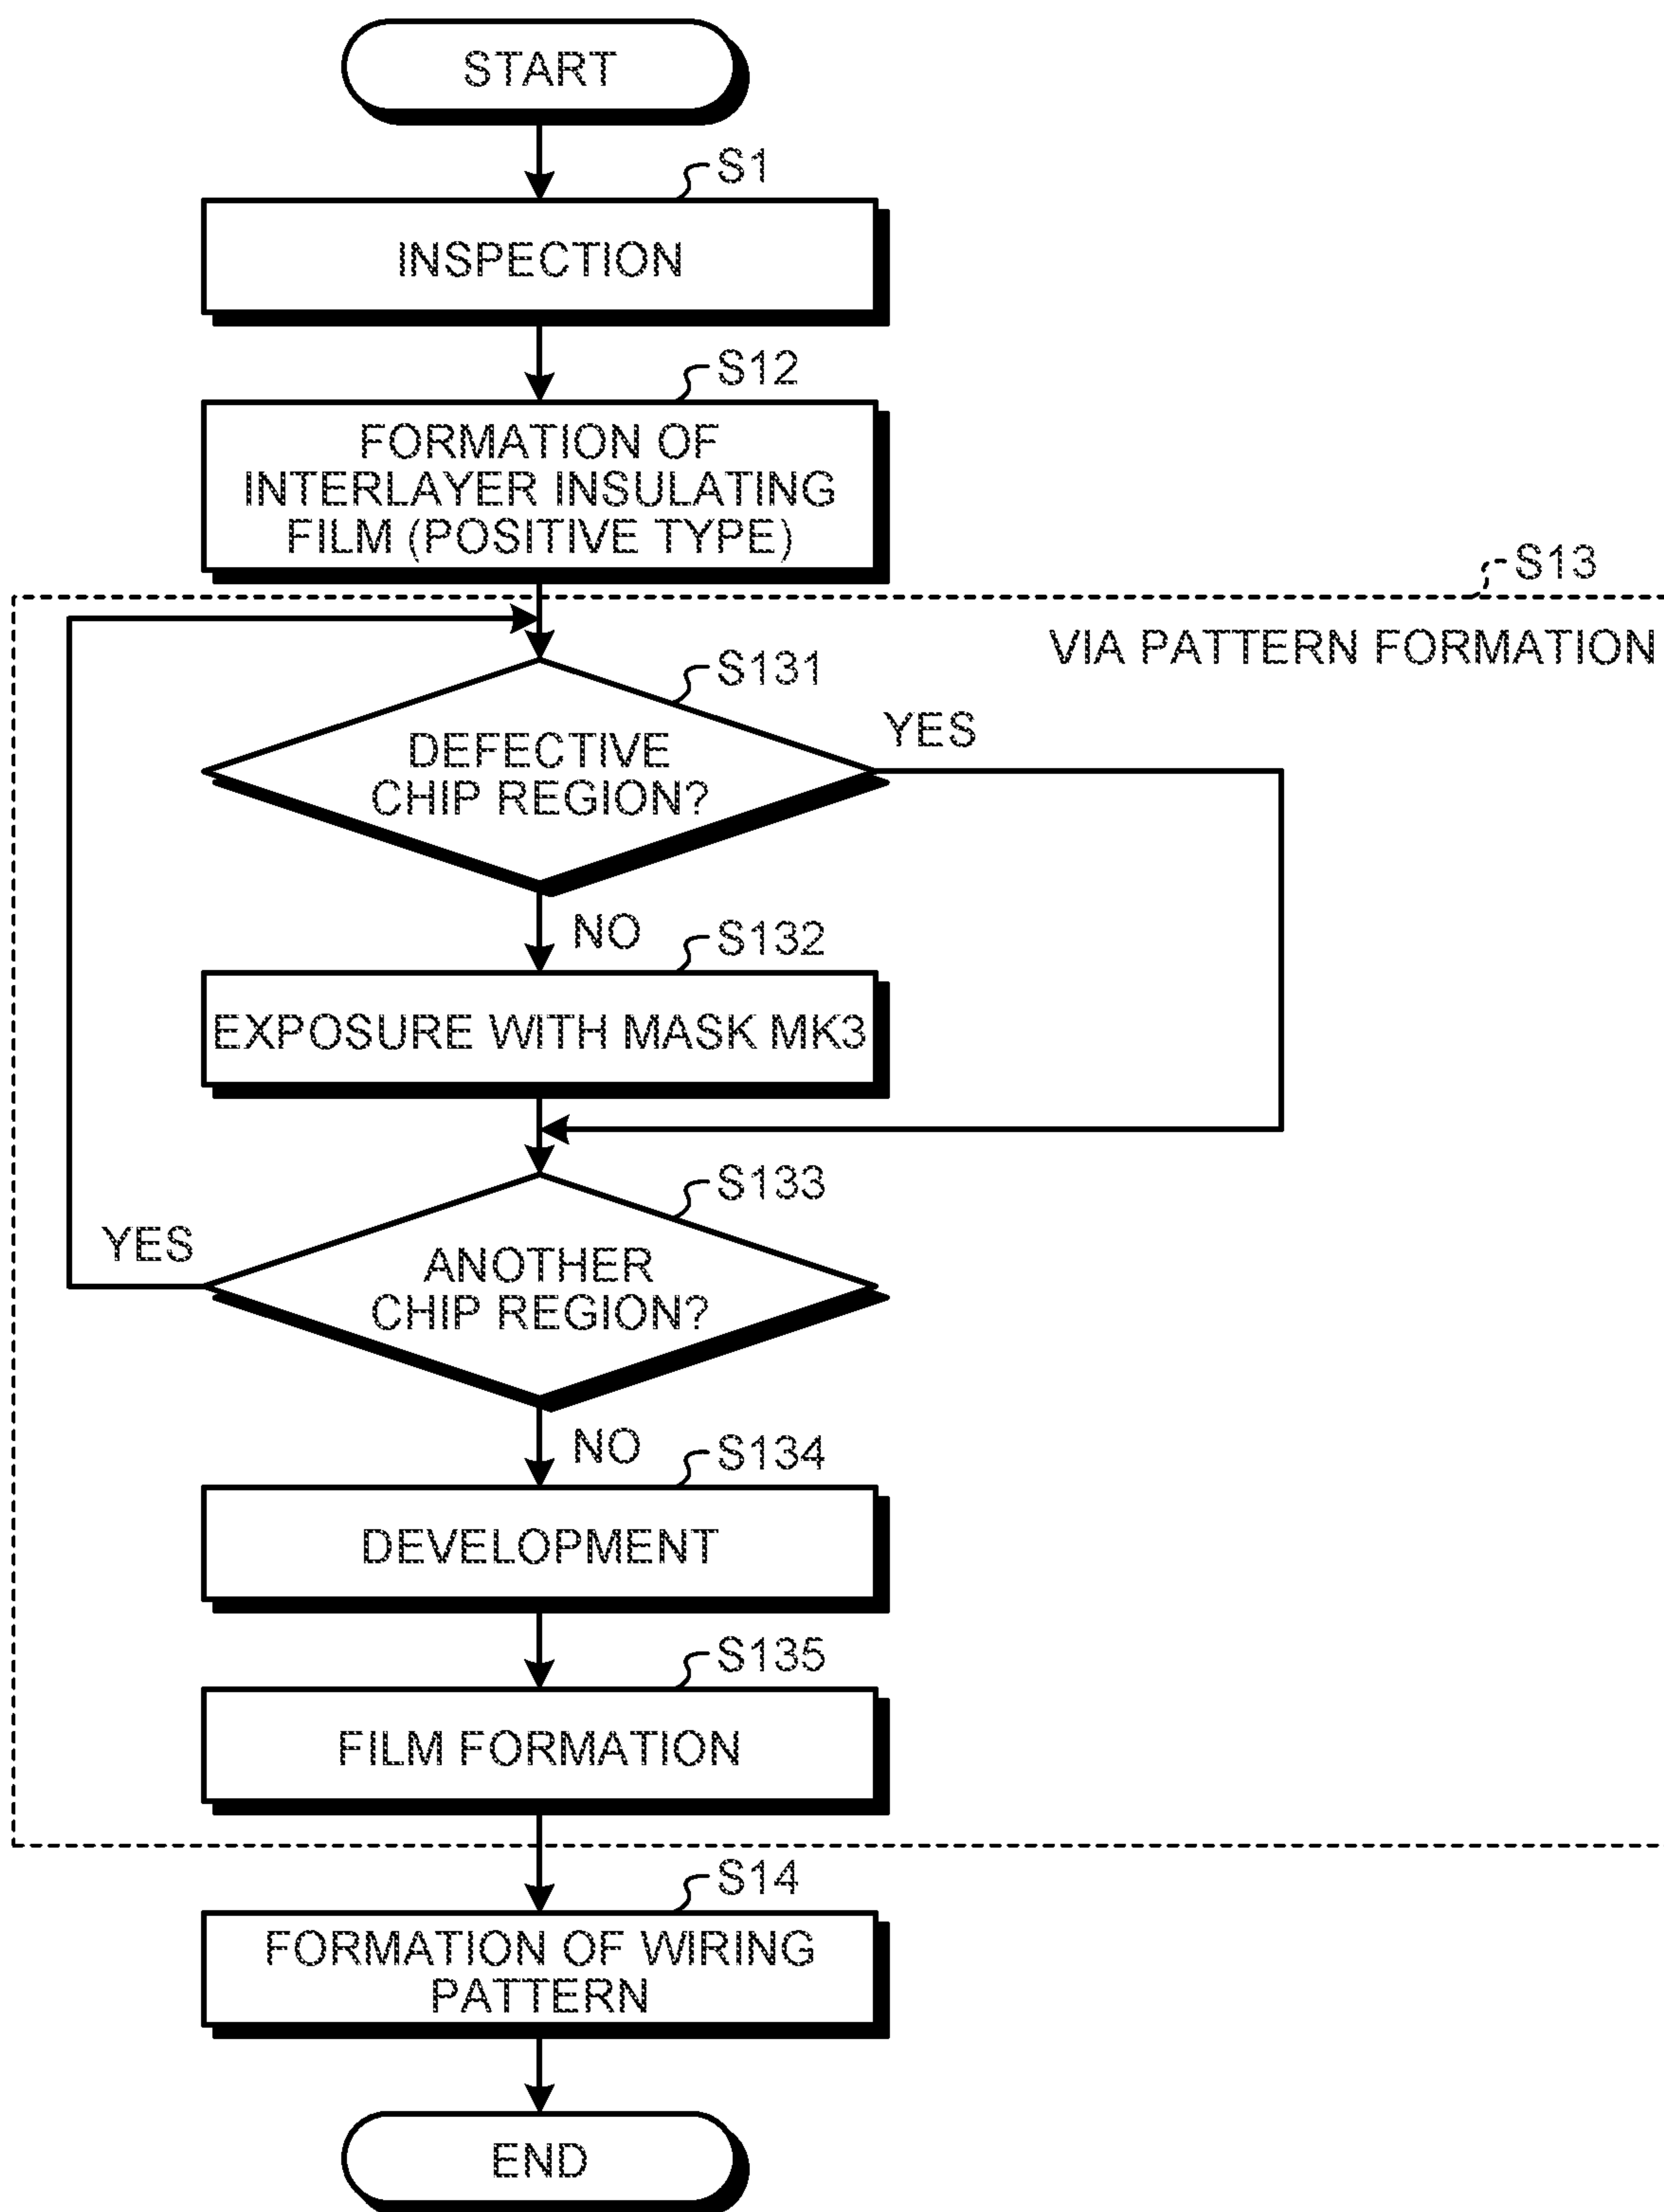 START
S1
INSPECTION
S12
FORMATION OF
INTERLAYER INSULATING
FILM (POSITIVE TYPE)
S13
VIA PATTERN FORMATION
S131
DEFECTIVE
CHIP REGION?
YES
NO
S132
EXPOSURE WITH MASK MK3
S133
YES
ANOTHER
CHIP REGION?
NO
S134
DEVELOPMENT
S135
FILM FORMATION
S14
FORMATION OF WIRING
PATTERN
END